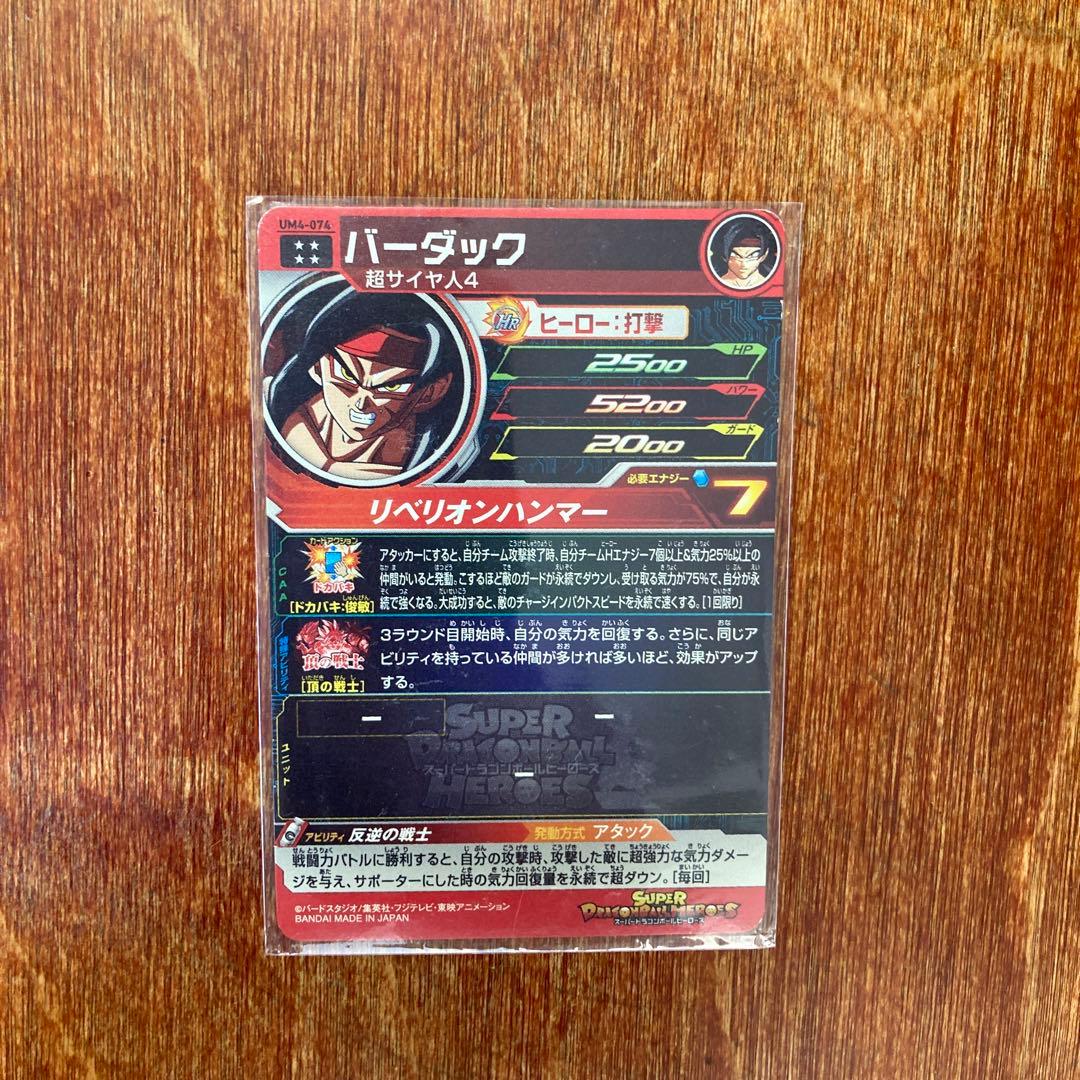 UM4-074
バーダック
超サイヤ人4
HR
ヒーロー:打撃
HP
2500
パワー
5200
ガード
2000
必要エナジー
7
リベリオンハンマー
CAA
カードアクション
ドカバキ
[ドカバキ:俊敏]
アタッカーにすると、自分チーム攻撃終了時、自分チームHエナジー7個以上&気力25%以上の
仲間がいると発動。こするほど敵のガードが永続でダウンし、受け取る気力が75%で、自分が永
続で強くなる。大成功すると、敵のチャージインパクトスピードを永続で速くする。[1回限り]
特殊アビリティ
頂の戦士
[頂の戦士]
3ラウンド目開始時、自分の気力を回復する。さらに、同じア
ビリティを持っている仲間が多ければ多いほど、効果がアップ
する。
ユニット
ー
ー
ー
SUPER
DRAGONBALL
スーパードラゴンボールヒーローズ
HEROES
アビリティ 反逆の戦士
発動方式 アタック
戦闘力バトルに勝利すると、自分の攻撃時、攻撃した敵に超強力な気力ダメー
ジを与え、サポーターにした時の気力回復量を永続で超ダウン。[毎回]
©バードスタジオ/集英社・フジテレビ・東映アニメーション
BANDAI MADE IN JAPAN
SUPER
DRAGONBALL HEROES
スーパードラゴンボールヒーローズ